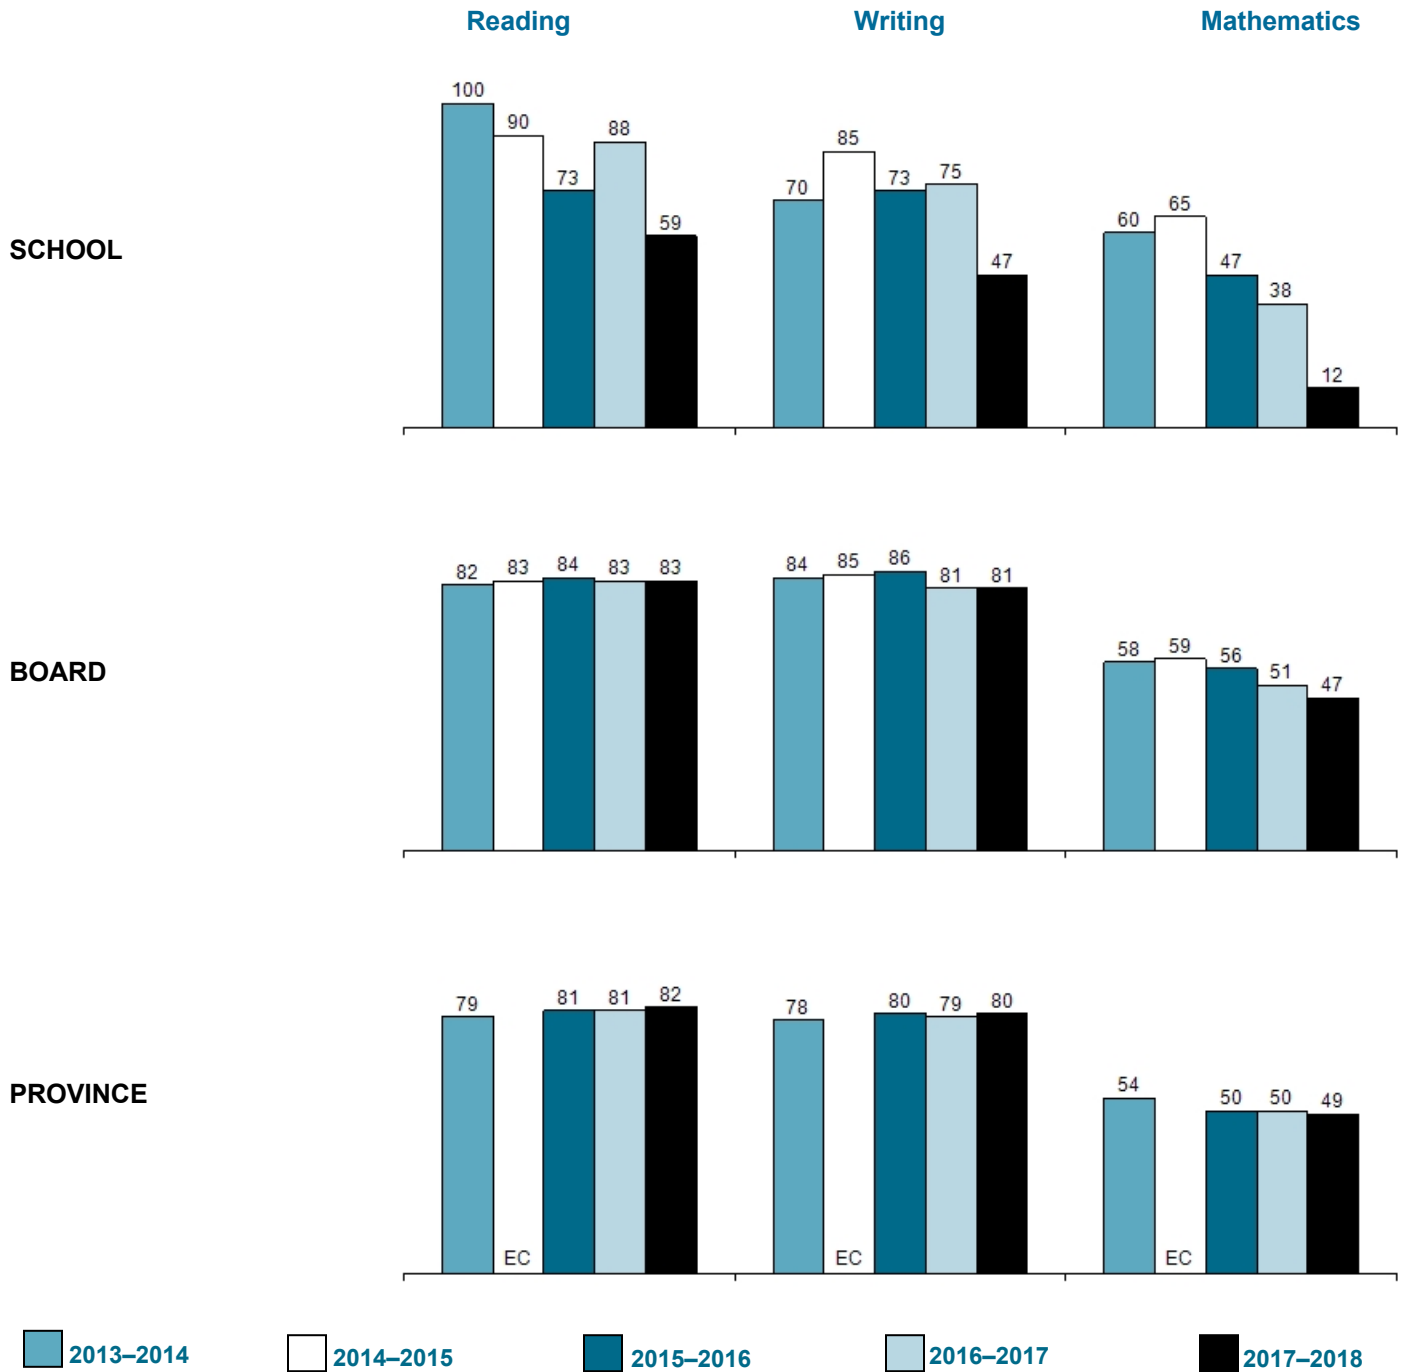 Reading Writing Mathematics
SCHOOL
100 90 73 88 59
70 85 73 75 47
60 65 47 38 12
BOARD
82 83 84 83 83
84 85 86 81 81
58 59 56 51 47
PROVINCE
79 EC 81 81 82
78 EC 80 79 80
54 EC 50 50 49
2013–2014 2014–2015 2015–2016 2016–2017 2017–2018